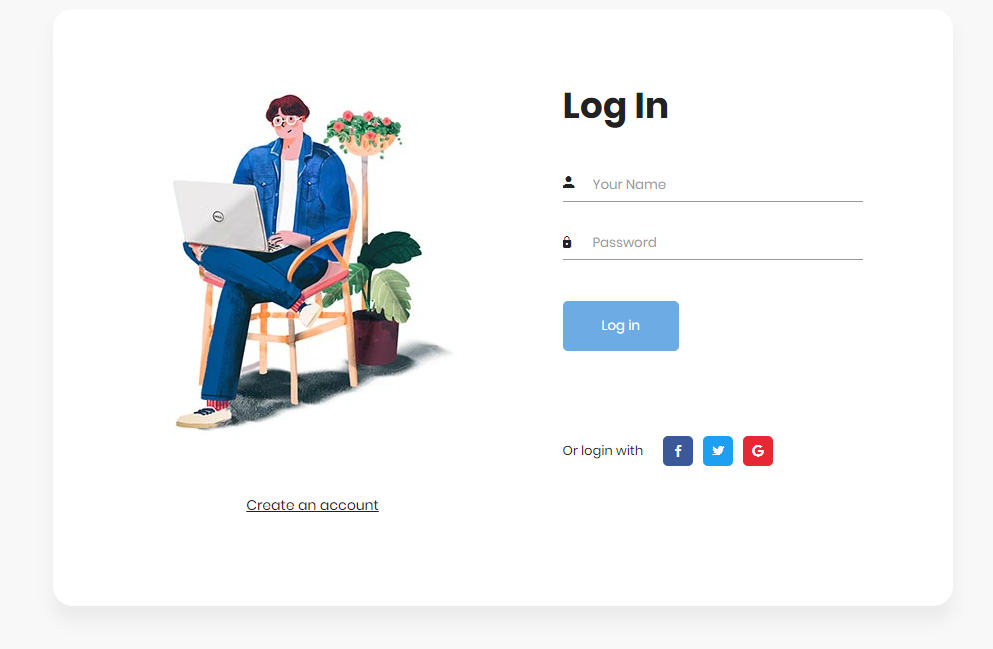 Log In
Your Name
Password
Log in
Or login with
Create an account